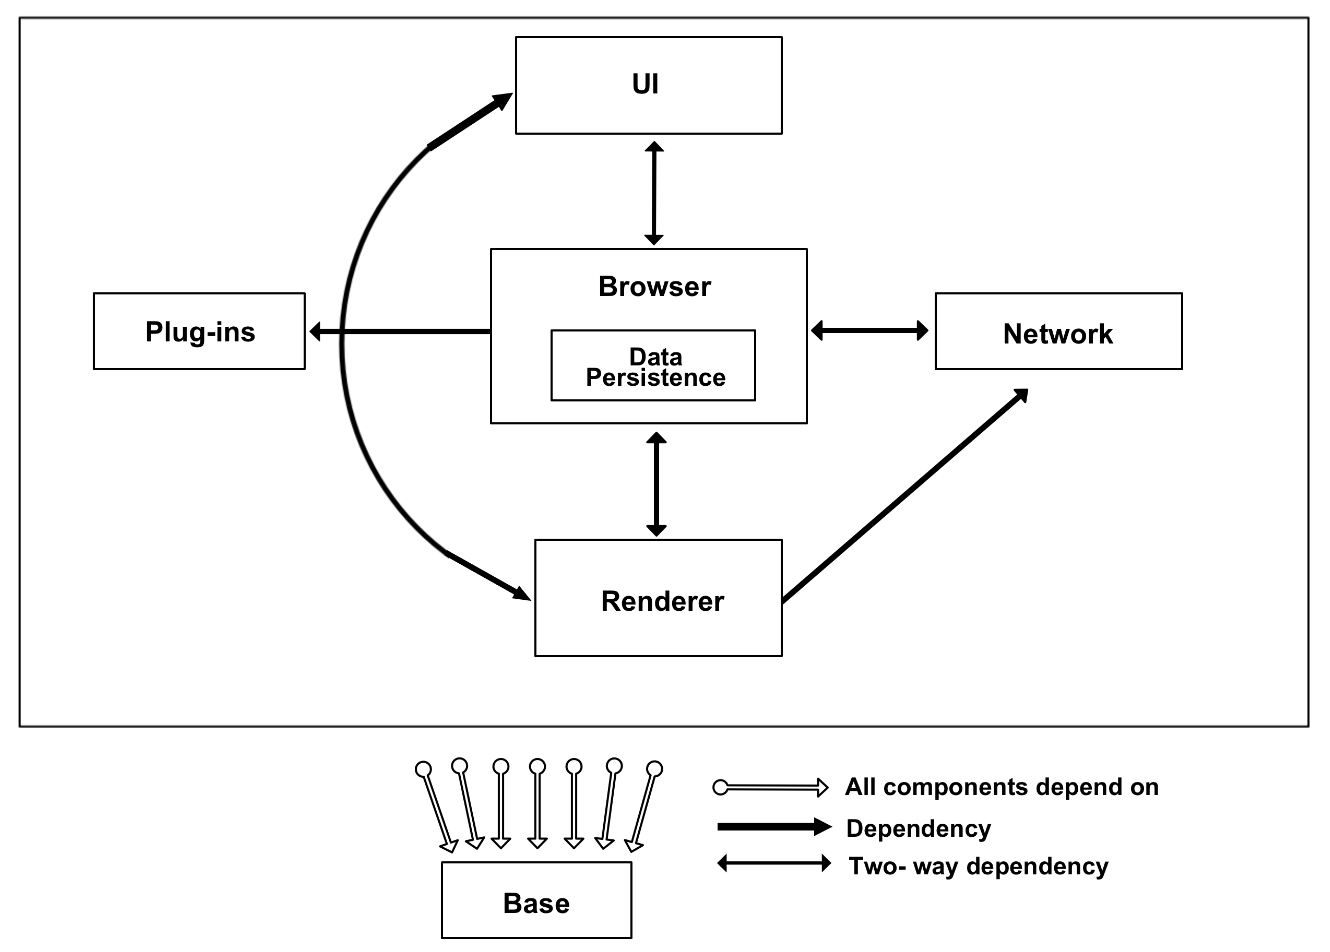 UI
Browser
Data
Persistence
Plug-ins
Network
Renderer
All components depend on
Dependency
Two- way dependency
Base